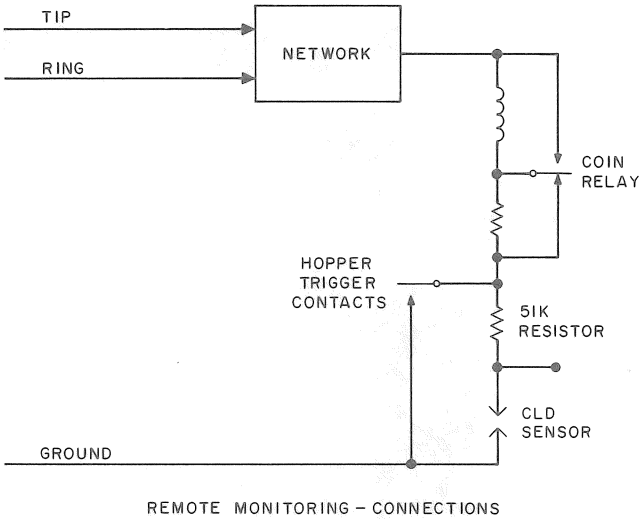 TIP
NETWORK
RING
COIN
RELAY
HOPPER
TRIGGER
CONTACTS
51K
RESISTOR
CLD
SENSOR
GROUND
REMOTE MONITORING – CONNECTIONS